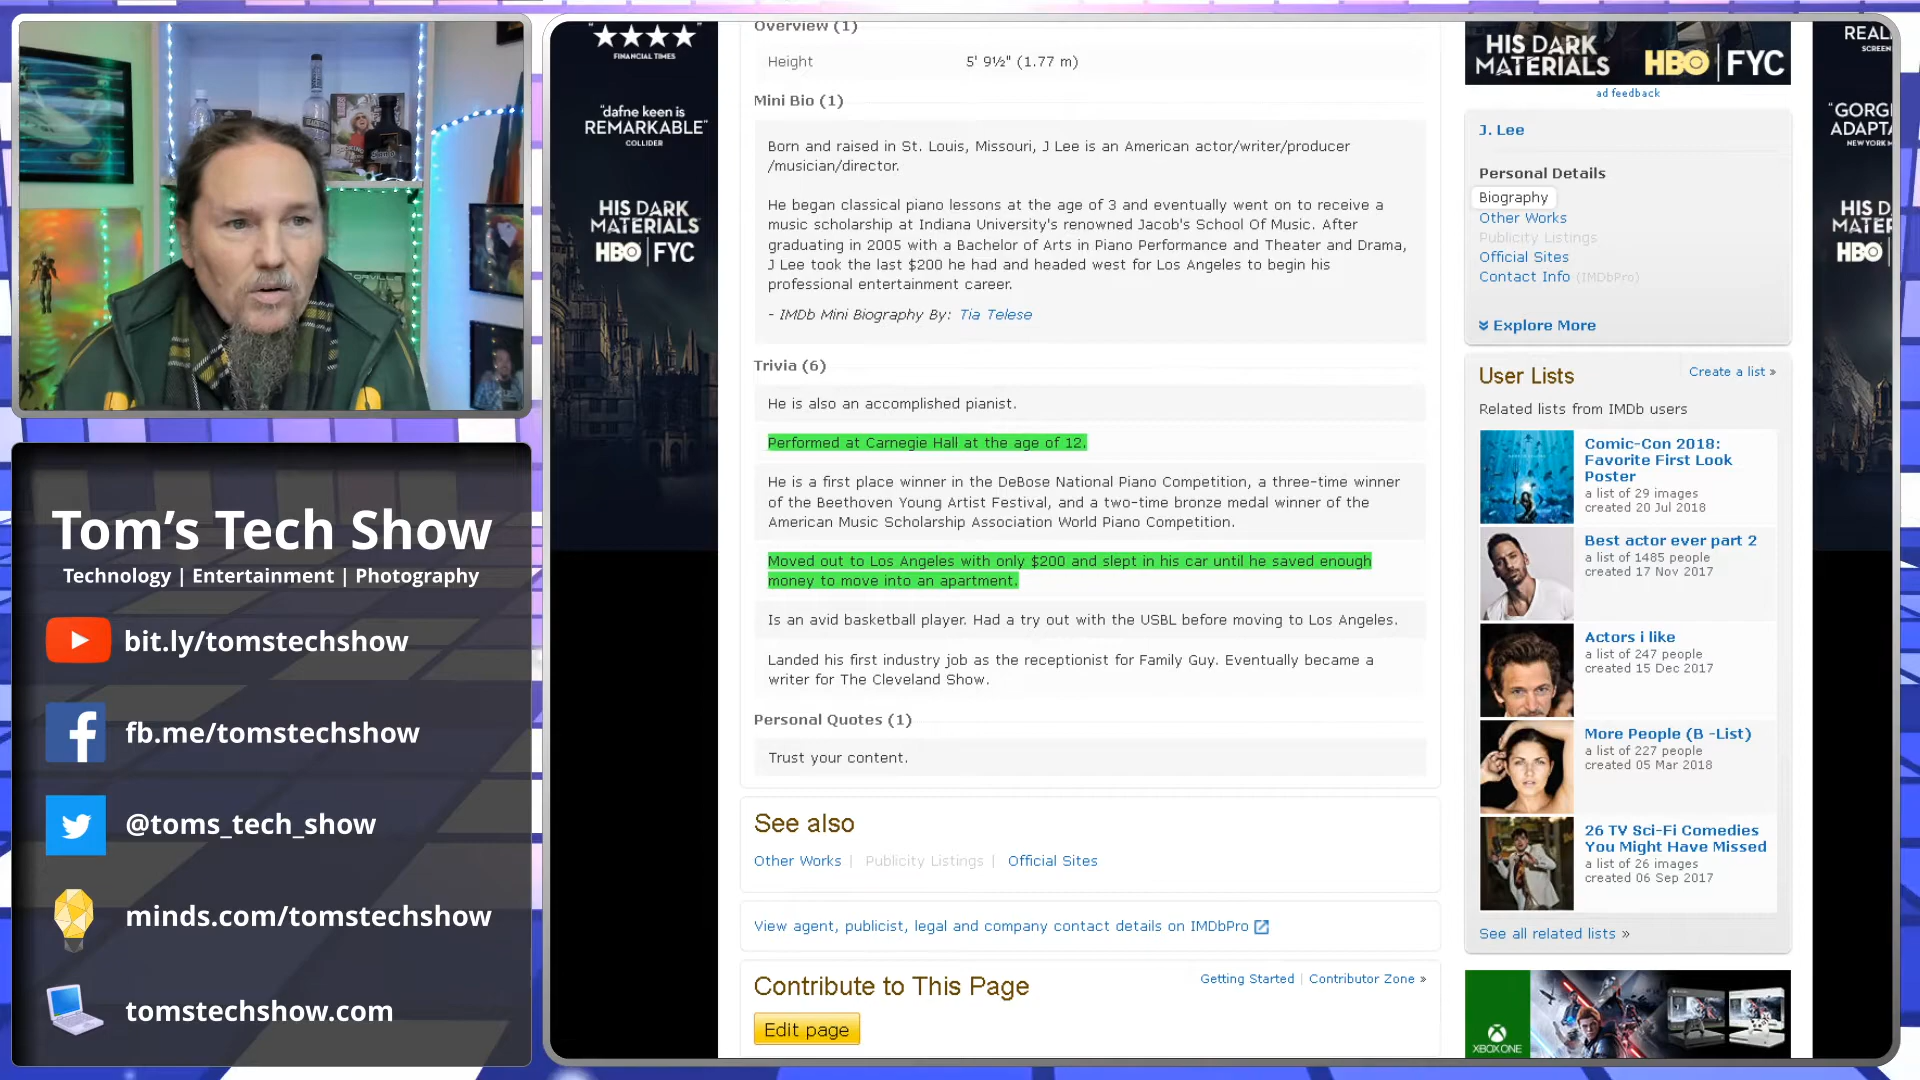 ORVILLE
Tom's Tech Show
Technology | Entertainment | Photography
bit.ly/tomstechshow
fb.me/tomstechshow
@toms_tech_show
minds.com/tomstechshow
tomstechshow.com
FINANCIAL TIMES
"dafne keen is
REMARKABLE"
COLLIDER
HIS DARK
MATERIALS
HBO | FYC
Overview (1)
Height 5' 9½" (1.77 m)
Mini Bio (1)
Born and raised in St. Louis, Missouri, J Lee is an American actor/writer/producer
/musician/director.
He began classical piano lessons at the age of 3 and eventually went on to receive a
music scholarship at Indiana University's renowned Jacob's School Of Music. After
graduating in 2005 with a Bachelor of Arts in Piano Performance and Theater and Drama,
J Lee took the last $200 he had and headed west for Los Angeles to begin his
professional entertainment career.
- IMDb Mini Biography By: Tia Telese
Trivia (6)
He is also an accomplished pianist.
Performed at Carnegie Hall at the age of 12.
He is a first place winner in the DeBose National Piano Competition, a three-time winner
of the Beethoven Young Artist Festival, and a two-time bronze medal winner of the
American Music Scholarship Association World Piano Competition.
Moved out to Los Angeles with only $200 and slept in his car until he saved enough
money to move into an apartment.
Is an avid basketball player. Had a try out with the USBL before moving to Los Angeles.
Landed his first industry job as the receptionist for Family Guy. Eventually became a
writer for The Cleveland Show.
Personal Quotes (1)
Trust your content.
See also
Other Works | Publicity Listings | Official Sites
View agent, publicist, legal and company contact details on IMDbPro
Contribute to This Page
Getting Started | Contributor Zone »
Edit page
HIS DARK
MATERIALS HBO | FYC
ad feedback
J. Lee
Personal Details
Biography
Other Works
Publicity Listings
Official Sites
Contact Info (IMDbPro)
Explore More
User Lists
Create a list »
Related lists from IMDb users
Comic-Con 2018:
Favorite First Look
Poster
a list of 29 images
created 20 Jul 2018
Best actor ever part 2
a list of 1485 people
created 17 Nov 2017
Actors i like
a list of 247 people
created 15 Dec 2017
More People (B -List)
a list of 227 people
created 05 Mar 2018
26 TV Sci-Fi Comedies
You Might Have Missed
a list of 26 images
created 06 Sep 2017
See all related lists »
XBOX ONE
REAL
SCREEN
"GORG
ADAPTA
NEW YORK
HIS D
MATER
HBO